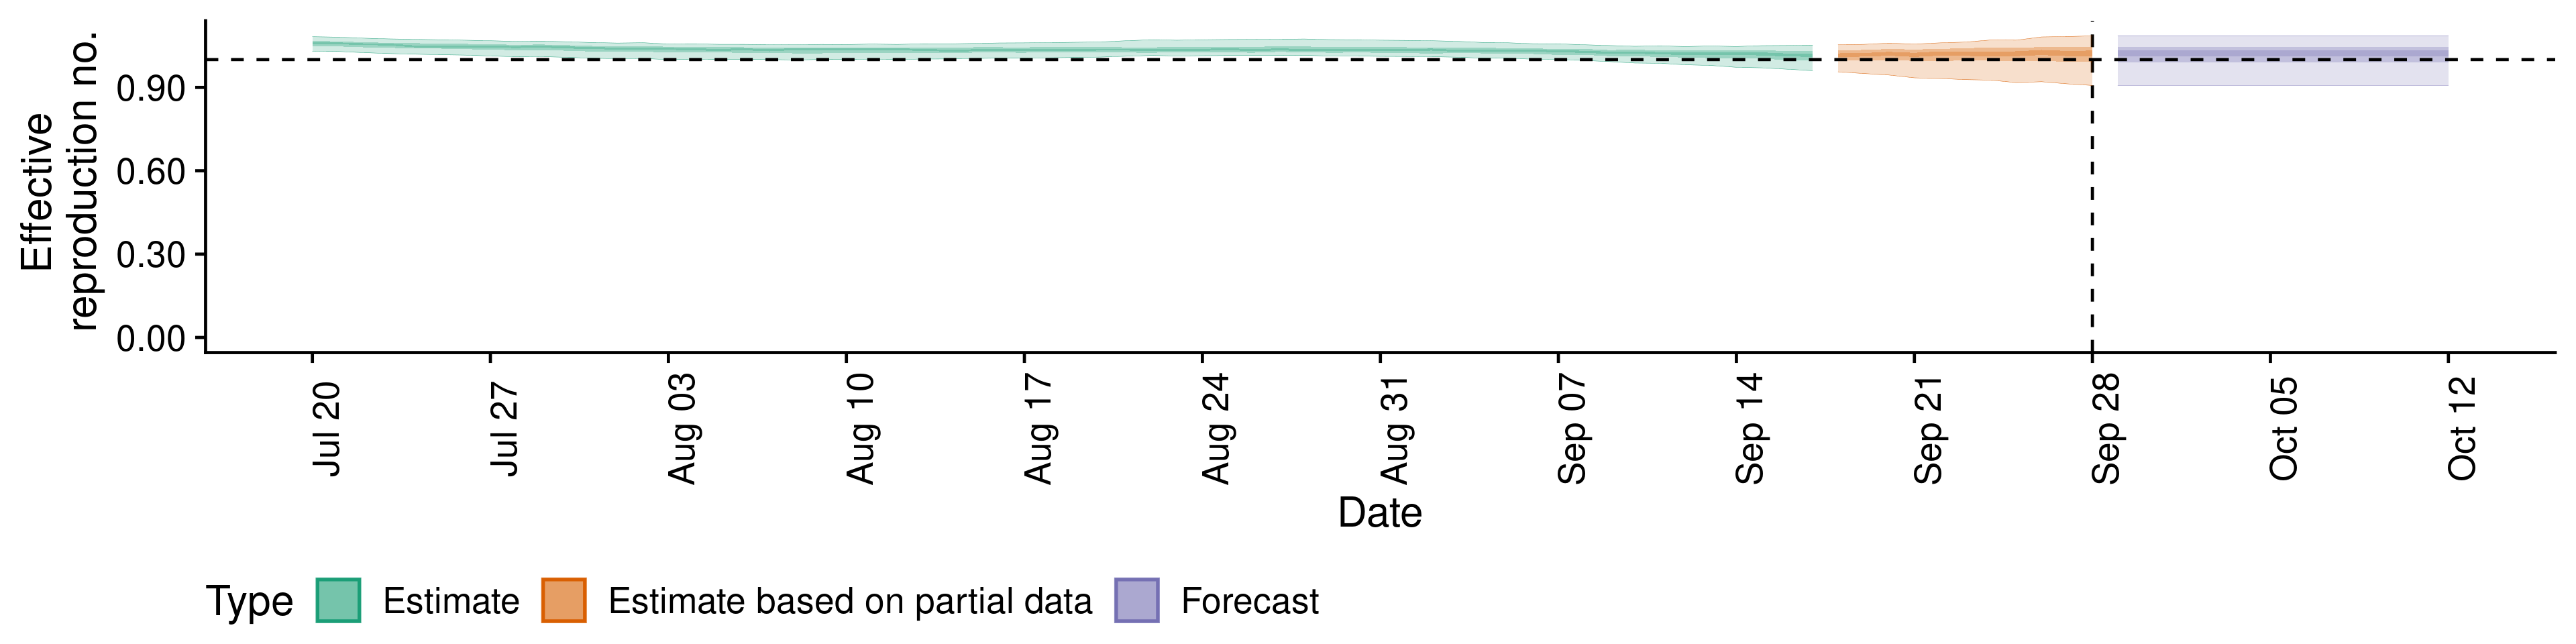 Effective
reproduction no.
0.90
0.60
0.30
0.00
Jul 20
Jul 27
Aug 03
Aug 10
Aug 17
Aug 24
Aug 31
Sep 07
Sep 14
Sep 21
Sep 28
Oct 05
Oct 12
Date
Type Estimate Estimate based on partial data Forecast